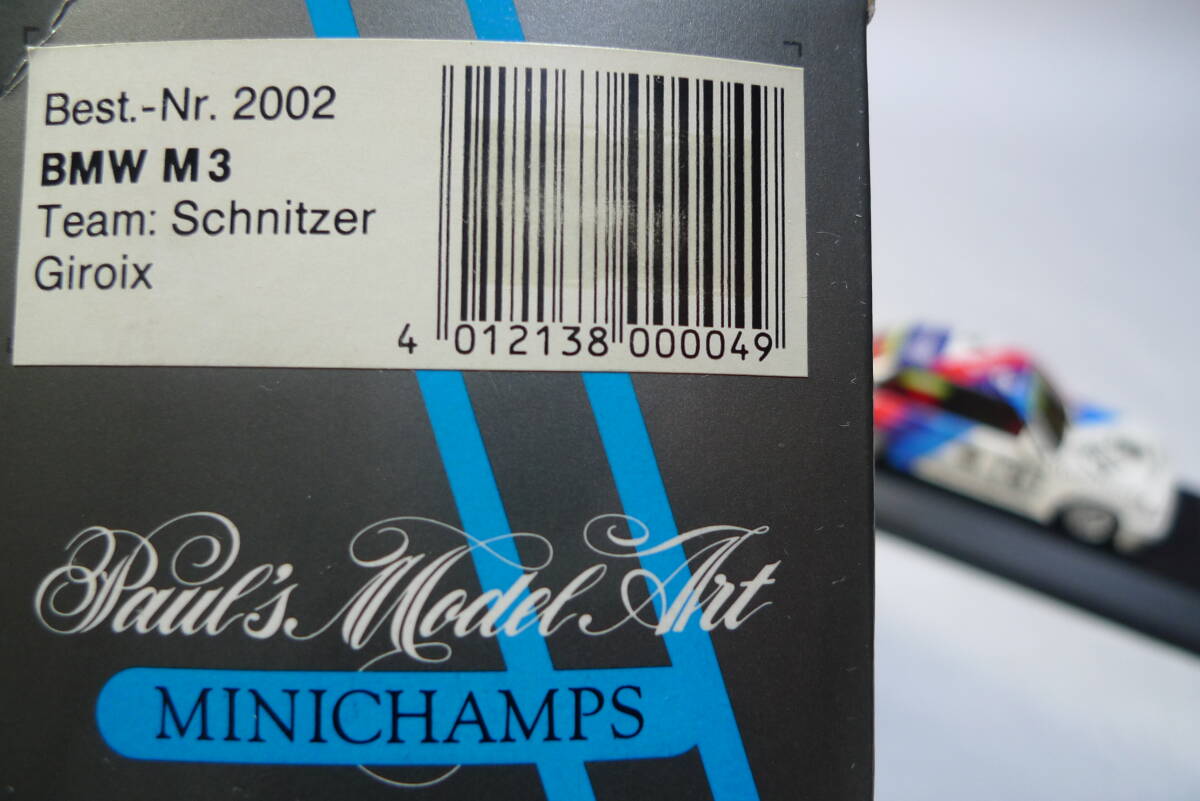 Best.-Nr. 2002
BMW M3
Team: Schnitzer
Giroix
4 012138 000049
Paul's Model Art
MINICHAMPS